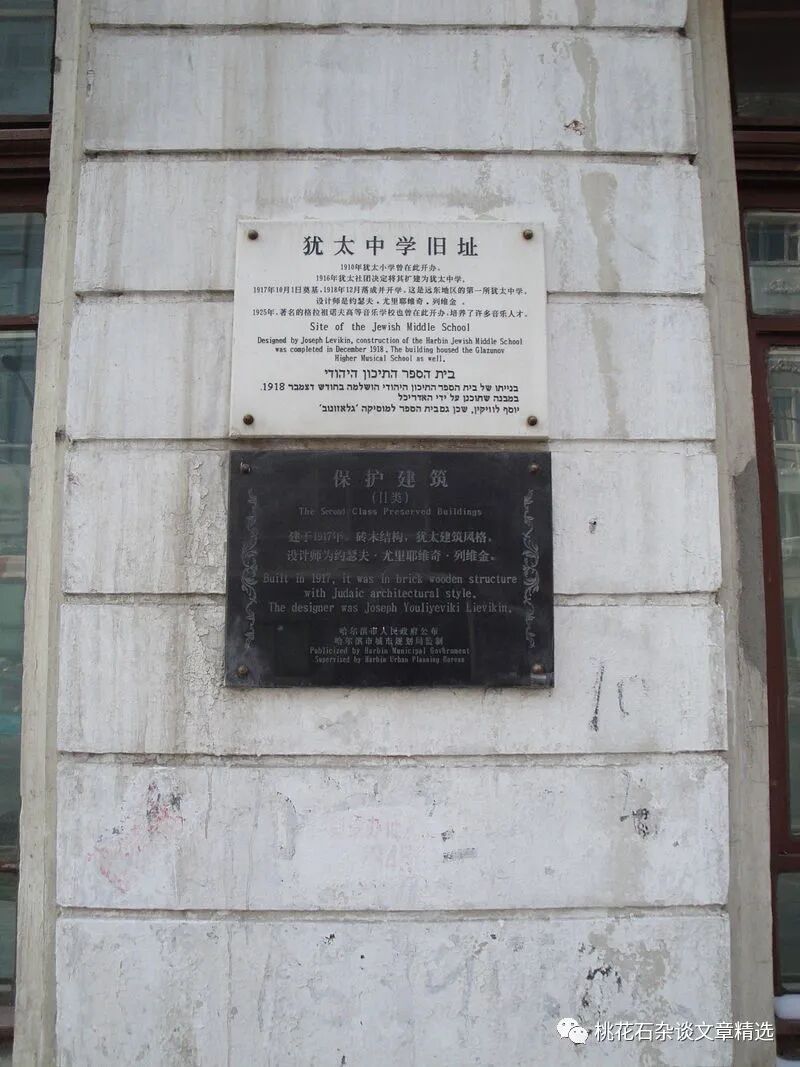 犹太中学旧址
1910年犹太小学曾在此开办。
1916年犹太社团决定将其扩建为犹太中学。
1917年10月1日奠基,1918年12月落成并开学。这是远东地区的第一所犹太中学。
设计师是约瑟夫.尤里耶维奇.列维金。
1925年,著名的格拉祖诺夫高等音乐学校也曾在此开办,培养了许多音乐人才。
Site of the Jewish Middle School
Designed by Joseph Levikin, construction of the Harbin Jewish Middle School
was completed in December 1918. The building housed the Glazunov
Higher Musical School as well.
בית הספר התיכון היהודי
בנייתו של בית הספר התיכון היהודי הושלמה בחודש דצמבר 1918.
במבנה שתוכנן על ידי האדריכל
יוסף לוויקין, שכן גם בית הספר למוסיקה 'גלאזונוב'
保护建筑
(II类)
The Second Class Preserved Buildings
建于1917年。砖木结构,犹太建筑风格,
设计师为约瑟夫·尤里耶维奇·列维金。
Built in 1917, it was in brick wooden structure
with Judaic architectural style.
The designer was Joseph Youliyeviki Lievikin.
哈尔滨市人民政府公布
哈尔滨市城市规划局监制
Publicized by Harbin Municipal Government
Supervised by Harbin Urban Planning Bureau
桃花石杂谈文章精选